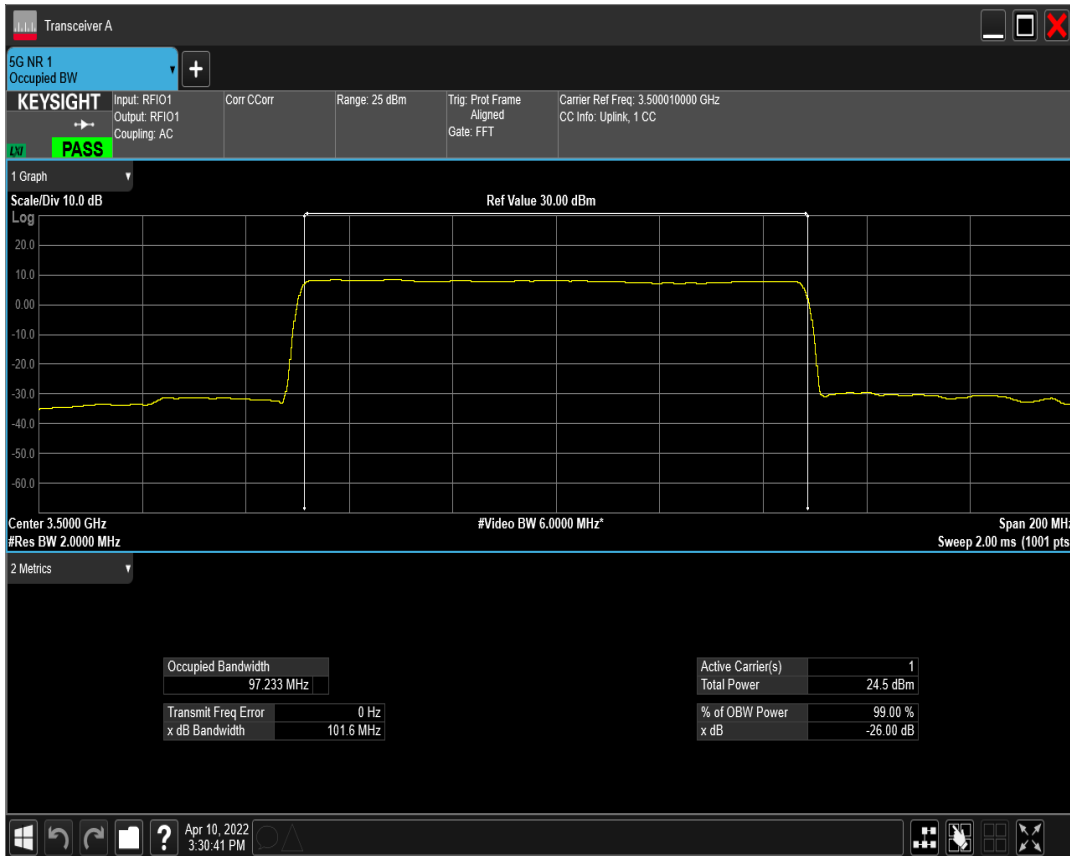 Transceiver A
5G NR 1
Occupied BW
KEYSIGHT
LXI
PASS
Input: RFIO1
Output: RFIO1
Coupling: AC
Corr CCorr
Range: 25 dBm
Trig: Prot Frame
Aligned
Gate: FFT
Carrier Ref Freq: 3.500010000 GHz
CC Info: Uplink, 1 CC
1 Graph
Scale/Div 10.0 dB
Ref Value 30.00 dBm
Log
20.0
10.0
0.00
-10.0
-20.0
-30.0
-40.0
-50.0
-60.0
Center 3.5000 GHz
#Video BW 6.0000 MHz*
Span 200 MHz
#Res BW 2.0000 MHz
Sweep 2.00 ms (1001 pts
2 Metrics
Occupied Bandwidth
97.233 MHz
Transmit Freq Error 0 Hz
x dB Bandwidth 101.6 MHz
Active Carrier(s) 1
Total Power 24.5 dBm
% of OBW Power 99.00 %
x dB -26.00 dB
?
Apr 10, 2022
3:30:41 PM